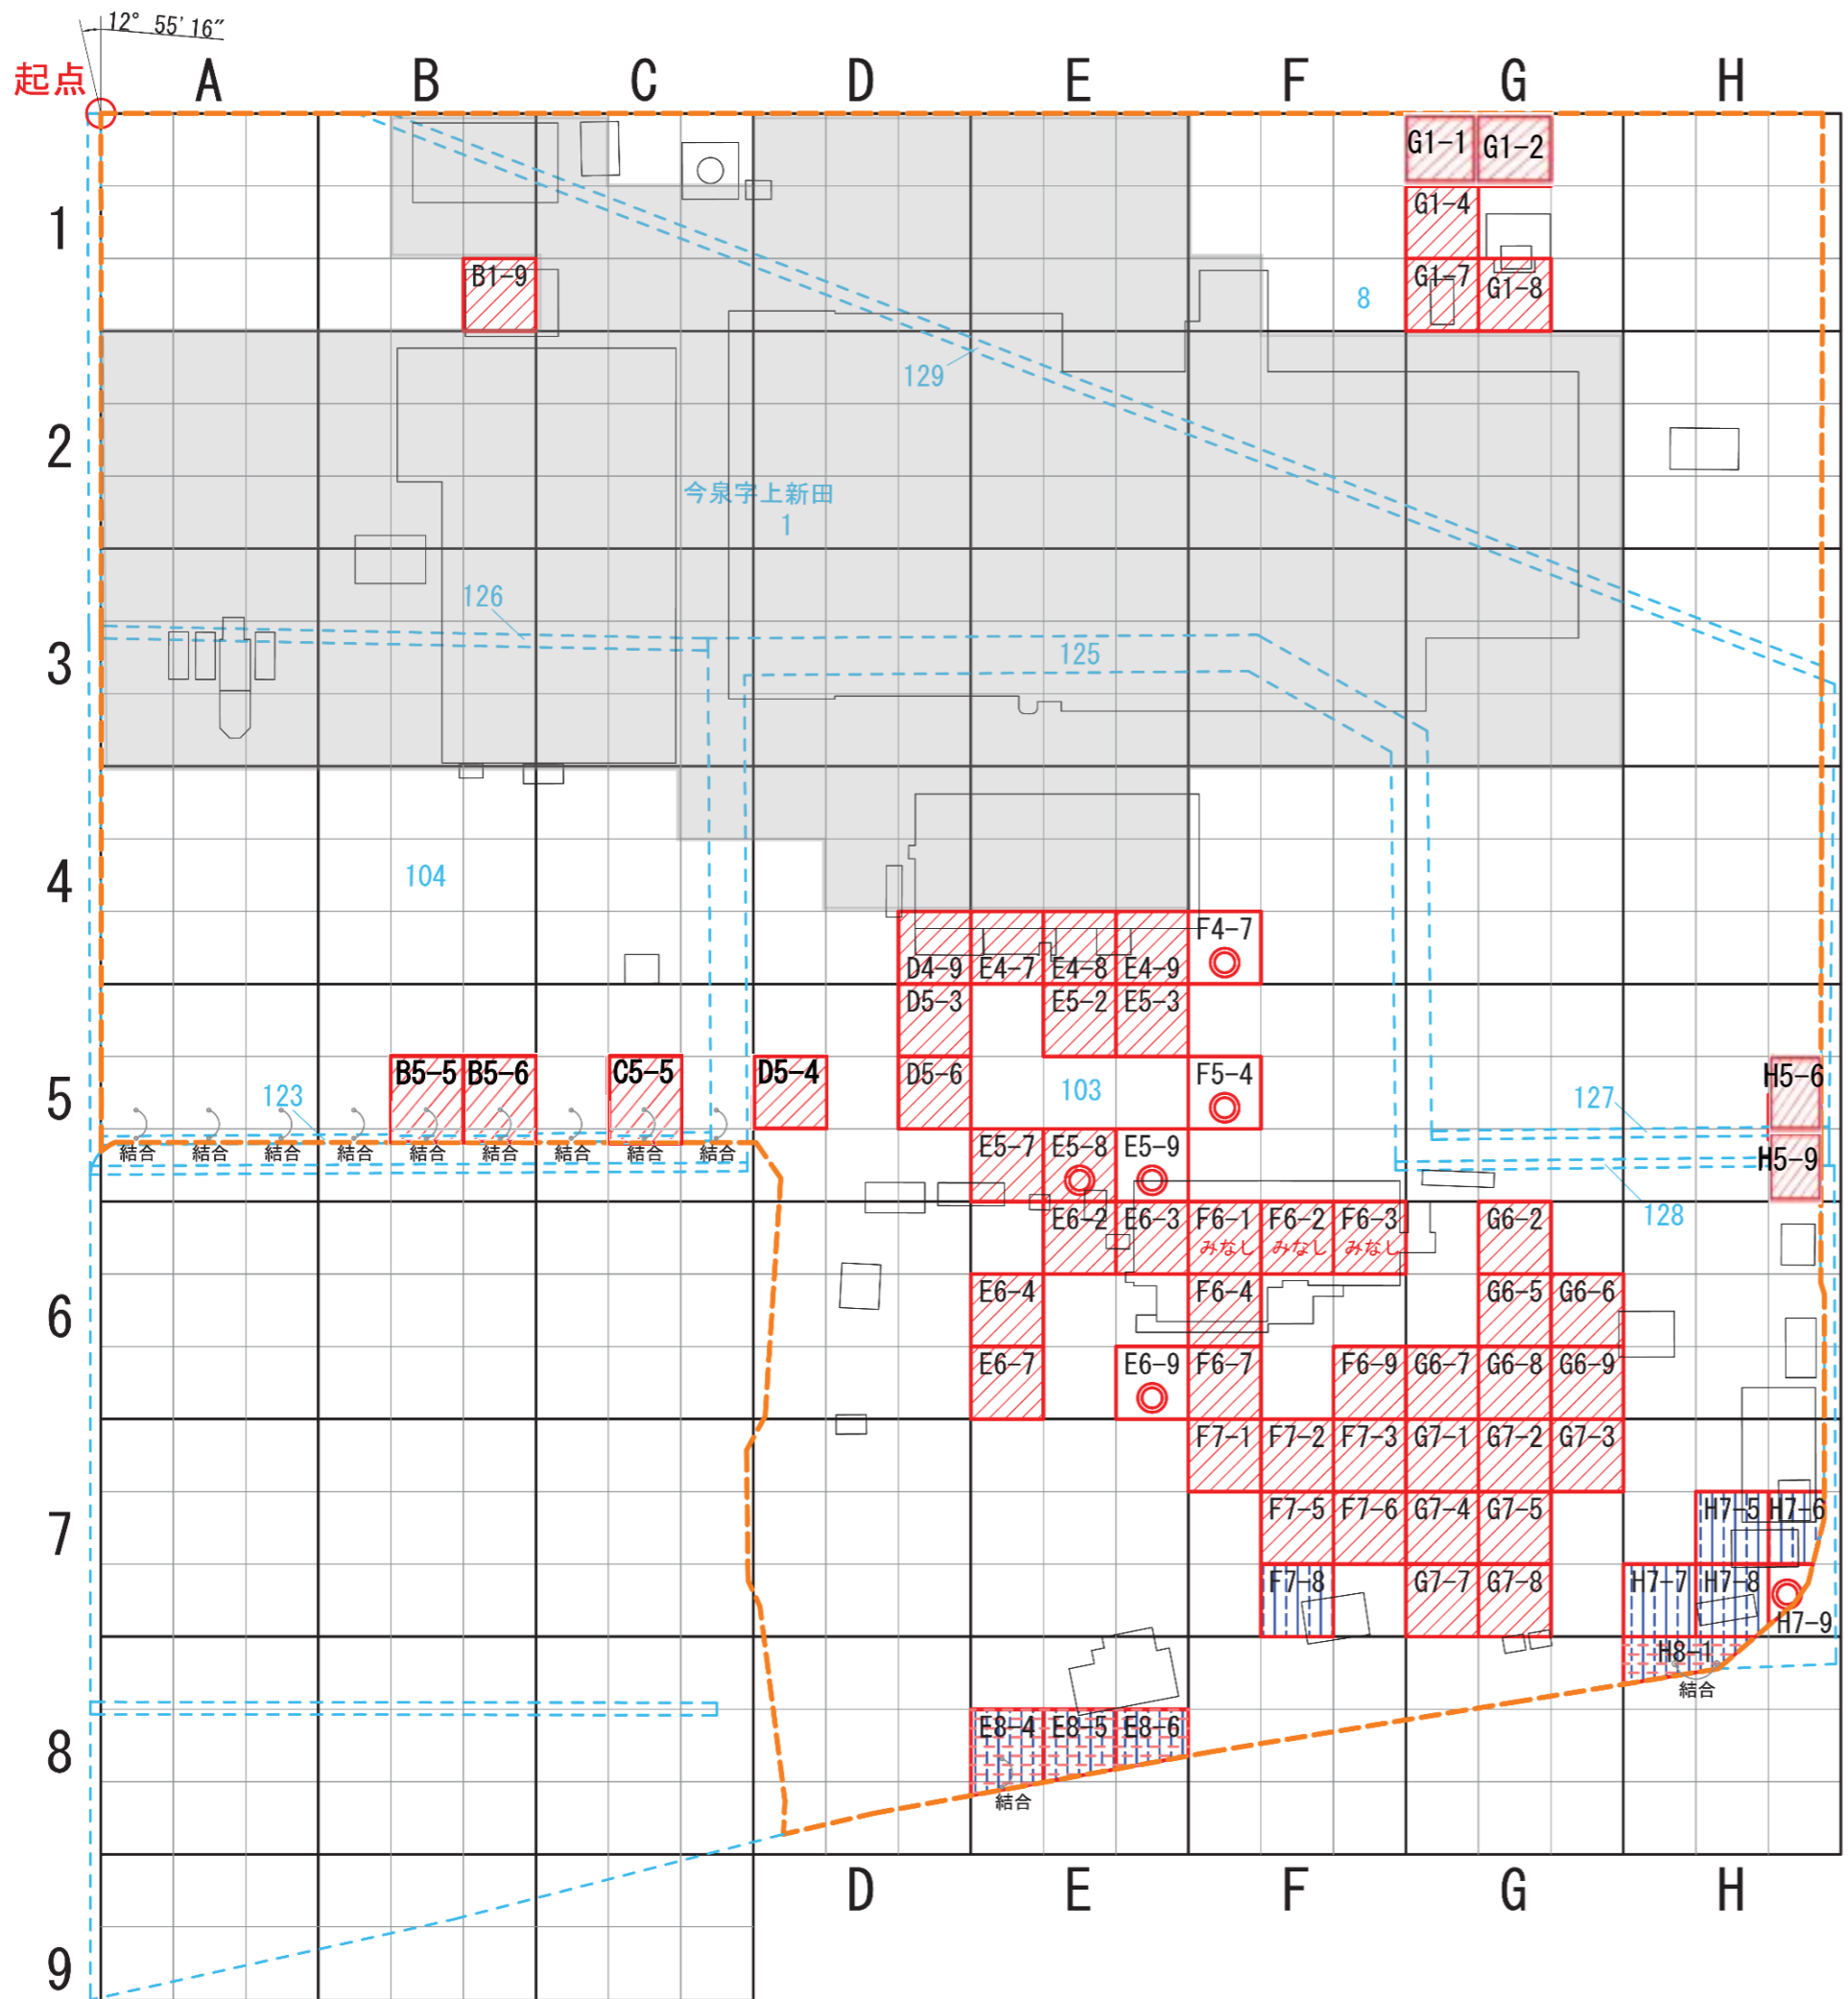 12° 55' 16"
起点
A B C D E F G H
G1-1 G1-2
1
G1-4
B1-9
G1-7 G1-8
8
129
2
今泉字上新田
1
126
3
125
4
104
F4-7
D4-9 E4-7 E4-8 E4-9
D5-3 E5-2 E5-3
B5-5 B5-6 C5-5 D5-4 D5-6 F5-4 H5-6
5
123
103
127
結合 結合 結合 結合 結合 結合 結合 結合 結合
E5-7 E5-8 E5-9 H5-9
128
E6-2 E6-3 F6-1 F6-2 F6-3 G6-2
みなし みなし みなし
6
E6-4 F6-4 G6-5 G6-6
E6-7 E6-9 F6-7 F6-9 G6-7 G6-8 G6-9
F7-1 F7-2 F7-3 G7-1 G7-2 G7-3
7
F7-5 F7-6 G7-4 G7-5 H7-5 H7-6
F7-8 G7-7 G7-8 H7-7 H7-8
H7-9
H8-1
結合
8
E8-4 E8-5 E8-6
結合
D E F G H
9